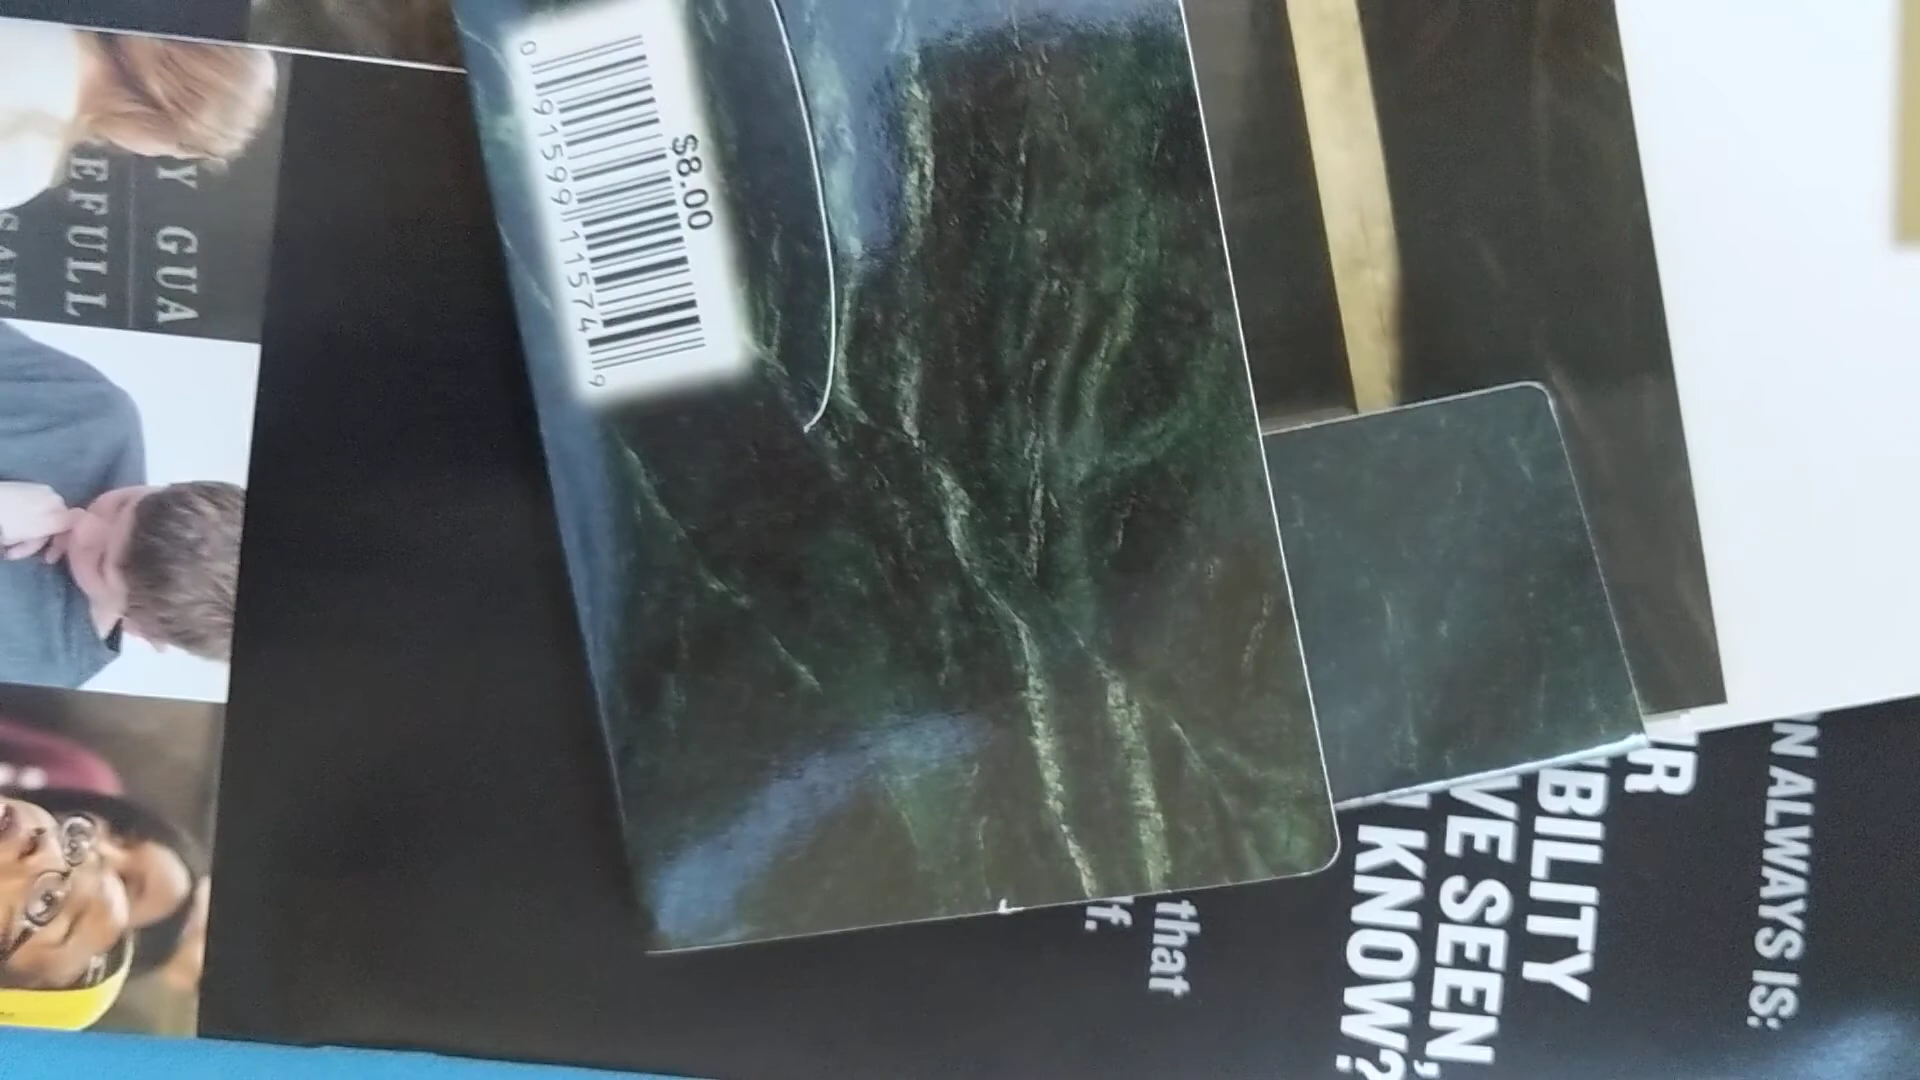 $8.00
0 91599 11574 9
Y GUA
EFULL
N ALWAYS IS:
BILITY
VE SEEN,
KNOW?
that
f.